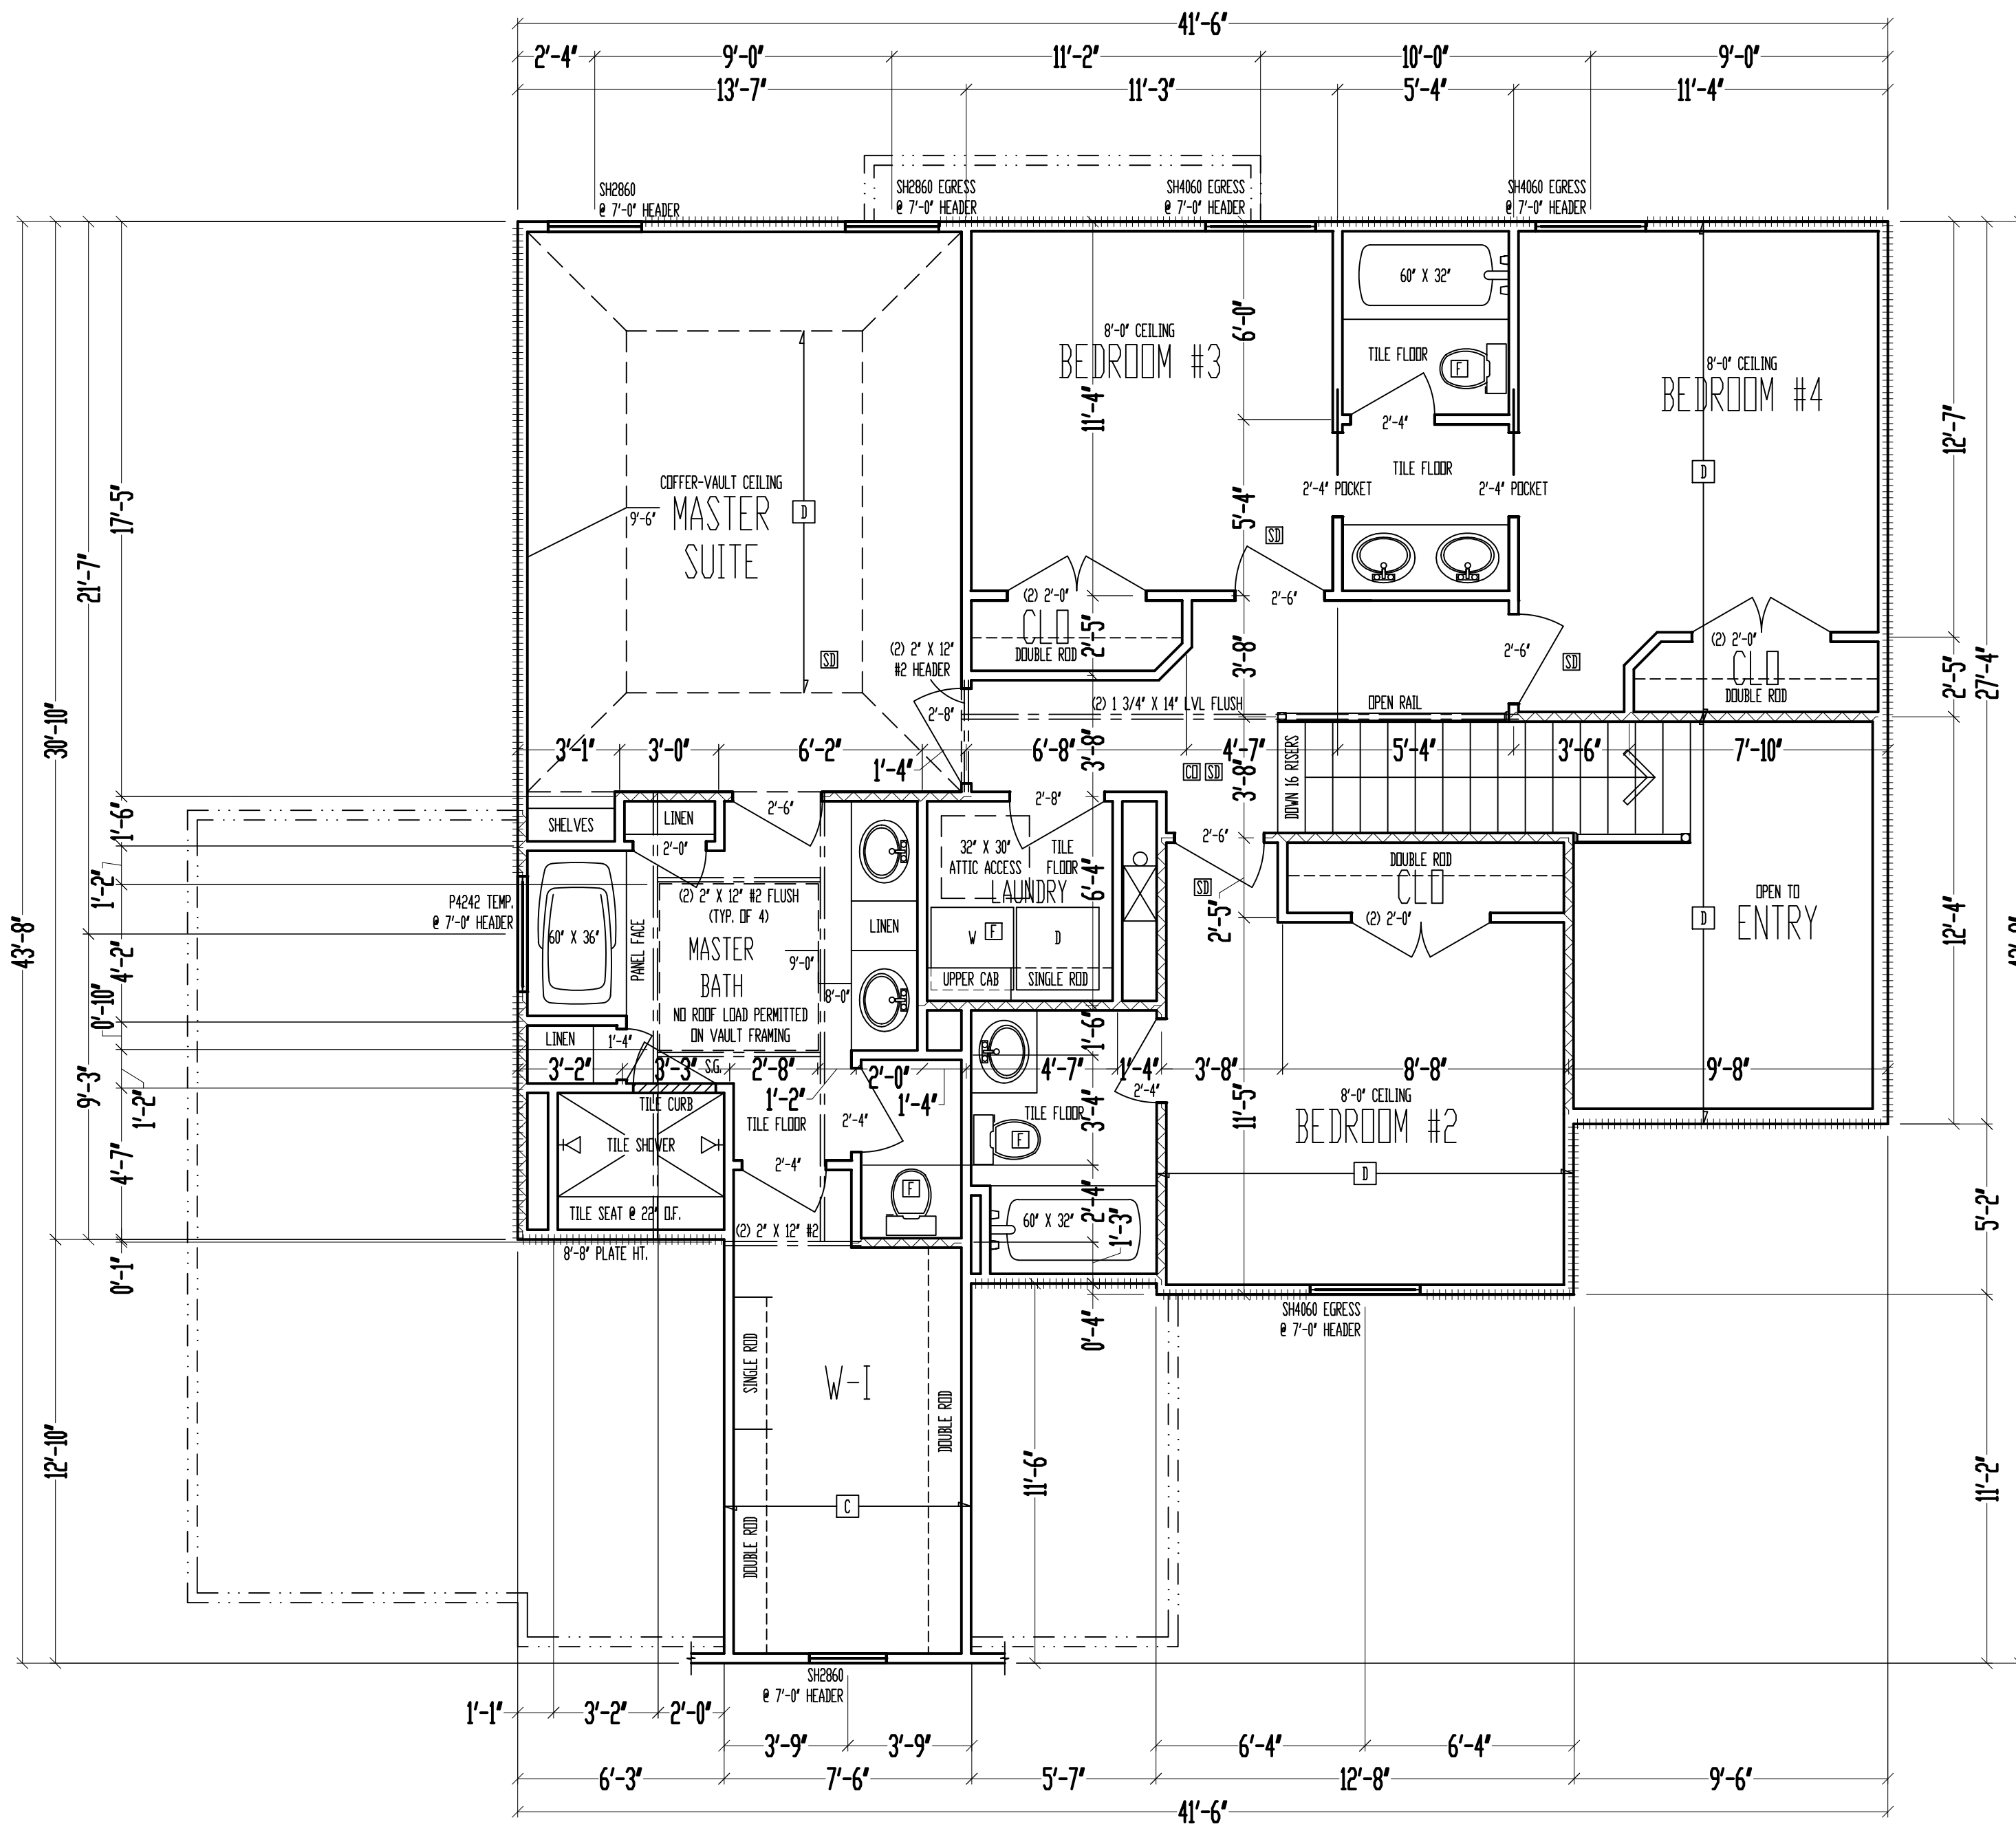 41'-6"
2'-4" 9'-0" 11'-2" 10'-0" 9'-0"
13'-7" 11'-3" 5'-4" 11'-4"
SH2860
@ 7'-0" HEADER
SH2860 EGRESS
@ 7'-0" HEADER
SH4060 EGRESS
@ 7'-0" HEADER
SH4060 EGRESS
@ 7'-0" HEADER
43'-8"
30'-10"
12'-10"
21'-7"
9'-3"
17'-5"
1'-6"
1'-2"
4'-2"
0'-10"
1'-2"
4'-7"
0'-1"
COFFER-VAULT CEILING
MASTER
SUITE
9'-6"
D
SD
(2) 2" X 12"
#2 HEADER
2'-8"
8'-0" CEILING
BEDROOM #3
11'-4"
6'-0"
5'-4"
SD
2'-6"
(2) 2'-0"
CLO
DOUBLE ROD
2'-5"
3'-8"
60" X 32"
TILE FLOOR
F
2'-4"
TILE FLOOR
2'-4" POCKET
2'-4" POCKET
8'-0" CEILING
BEDROOM #4
D
2'-6"
SD
(2) 2'-0"
CLO
DOUBLE ROD
12'-7"
2'-5"
27'-4"
12'-4"
5'-2"
11'-2"
(2) 1 3/4" X 14" LVL FLUSH
OPEN RAIL
3'-1" 3'-0" 6'-2" 1'-4" 6'-8" 4'-7" 5'-4" 3'-6" 7'-10"
3'-8"
3'-8"
CO SD
DOWN 16 RISERS
SHELVES
LINEN
2'-6"
2'-0"
2'-8"
2'-6"
SD
2'-5"
P4242 TEMP.
@ 7'-0" HEADER
60" X 36"
PANEL FACE
(2) 2" X 12" #2 FLUSH
(TYP. OF 4)
MASTER
BATH
9'-0"
8'-0"
NO ROOF LOAD PERMITTED
ON VAULT FRAMING
LINEN
32" X 30"
ATTIC ACCESS
TILE
FLOOR
LAUNDRY
6'-4"
W F D
UPPER CAB
SINGLE ROD
DOUBLE ROD
CLO
(2) 2'-0"
OPEN TO
ENTRY
D
LINEN
1'-4"
S.G.
3'-2" 3'-3" 2'-8" 1'-2" 2'-0" 1'-4" 4'-7" 1'-4" 3'-8" 8'-8" 9'-8"
1'-6"
3'-4"
2'-4"
1'-3"
0'-4"
TILE CURB
TILE SHOWER
TILE SEAT @ 22" O.F.
8'-8" PLATE HT.
TILE FLOOR
2'-4"
2'-4"
F
(2) 2" X 12" #2
TILE FLOOR
F
2'-4"
60" X 32"
11'-5"
8'-0" CEILING
BEDROOM #2
D
SH4060 EGRESS
@ 7'-0" HEADER
SINGLE ROD
W-I
DOUBLE ROD
DOUBLE ROD
C
11'-6"
SH2860
@ 7'-0" HEADER
1'-1" 3'-2" 2'-0"
3'-9" 3'-9" 6'-4" 6'-4"
6'-3" 7'-6" 5'-7" 12'-8" 9'-6"
41'-6"